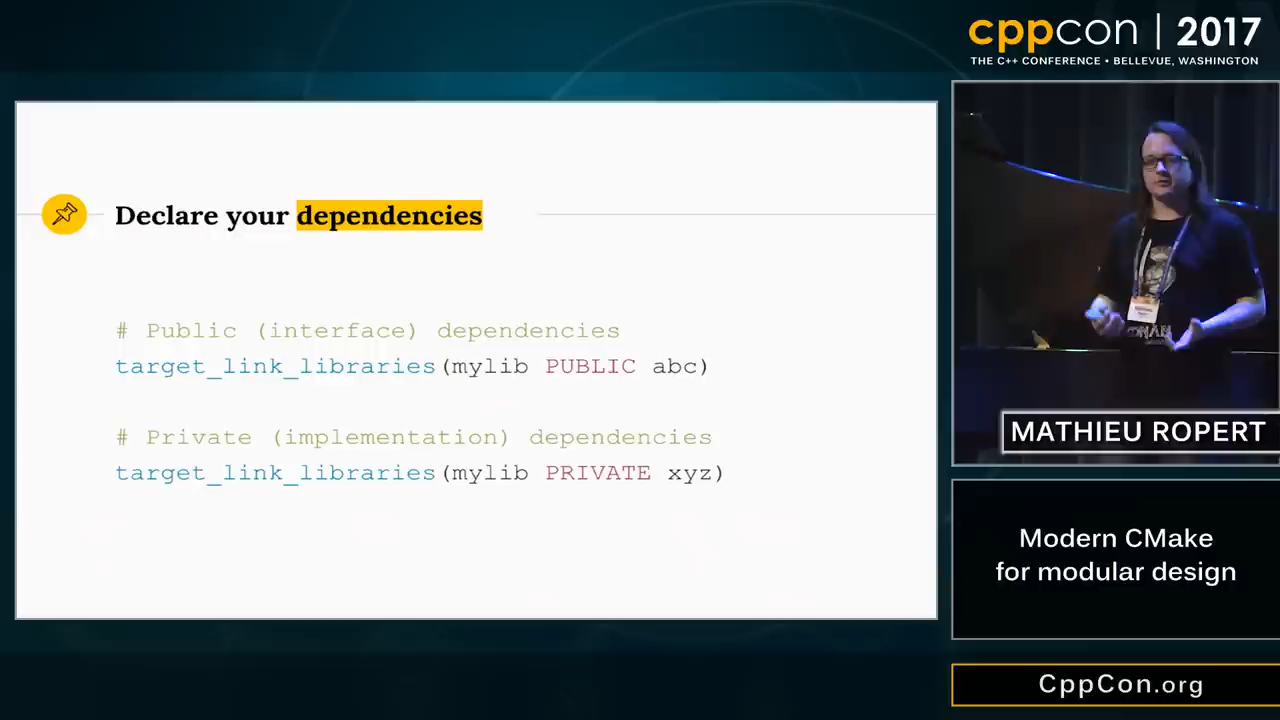 cppcon | 2017
THE C++ CONFERENCE • BELLEVUE, WASHINGTON
Declare your dependencies
# Public (interface) dependencies
target_link_libraries(mylib PUBLIC abc)
# Private (implementation) dependencies
target_link_libraries(mylib PRIVATE xyz)
CONAN
MATHIEU ROPERT
Modern CMake
for modular design
CppCon.org